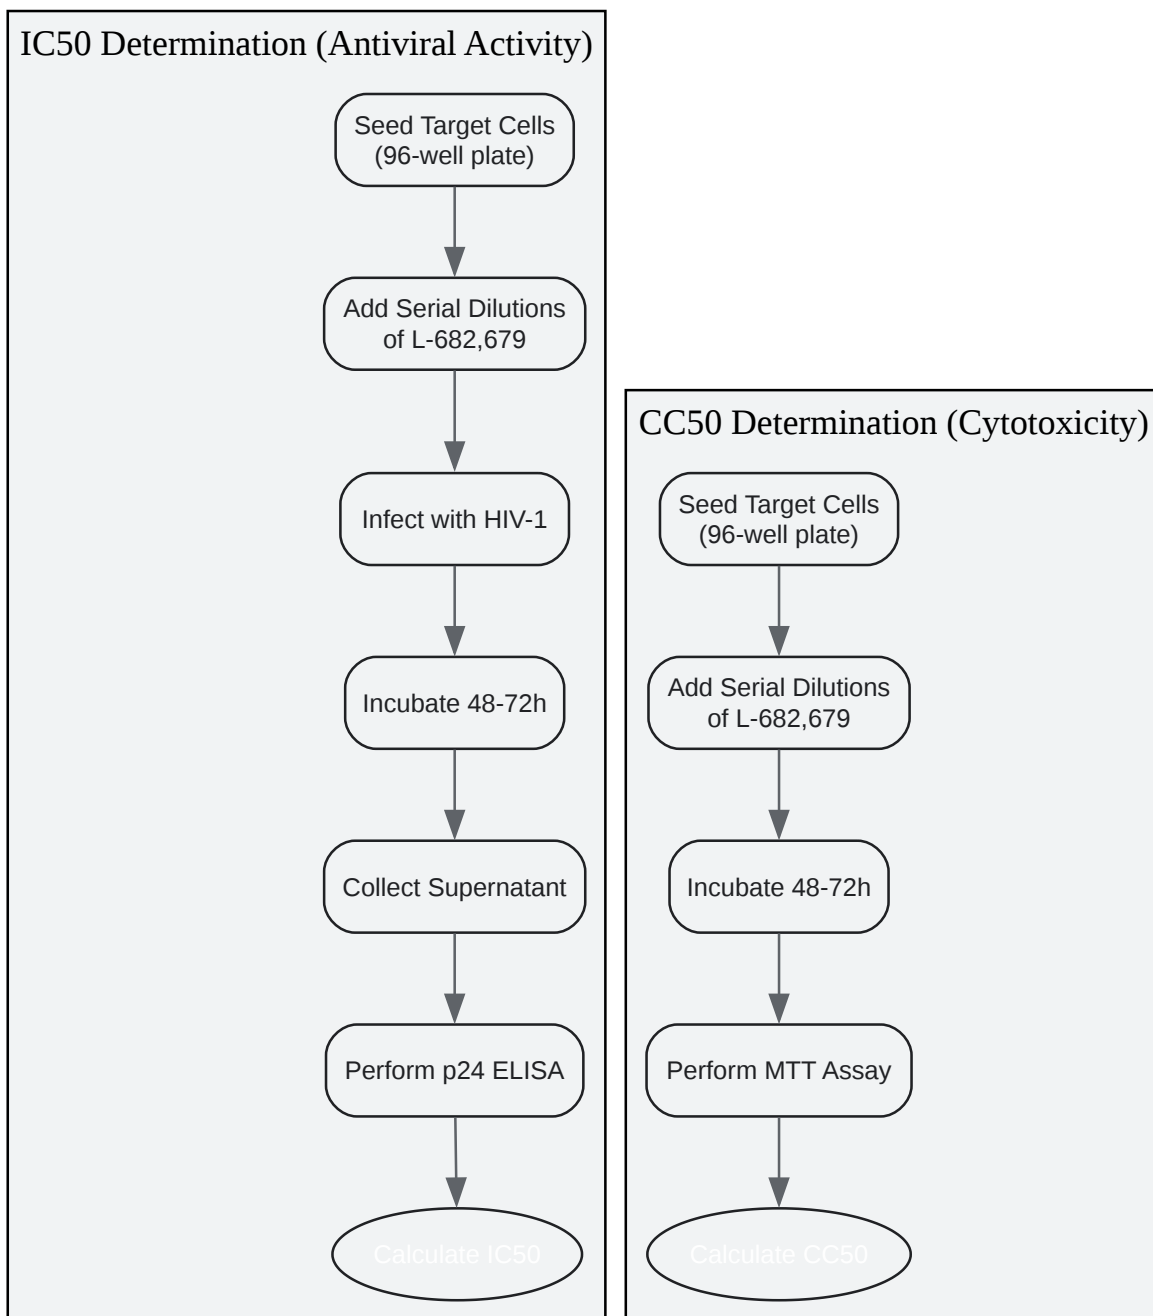 IC50 Determination (Antiviral Activity)
Seed Target Cells
(96-well plate)
Add Serial Dilutions
of L-682,679
Infect with HIV-1
Incubate 48-72h
Collect Supernatant
Perform p24 ELISA
Calculate IC50
CC50 Determination (Cytotoxicity)
Seed Target Cells
(96-well plate)
Add Serial Dilutions
of L-682,679
Incubate 48-72h
Perform MTT Assay
Calculate CC50